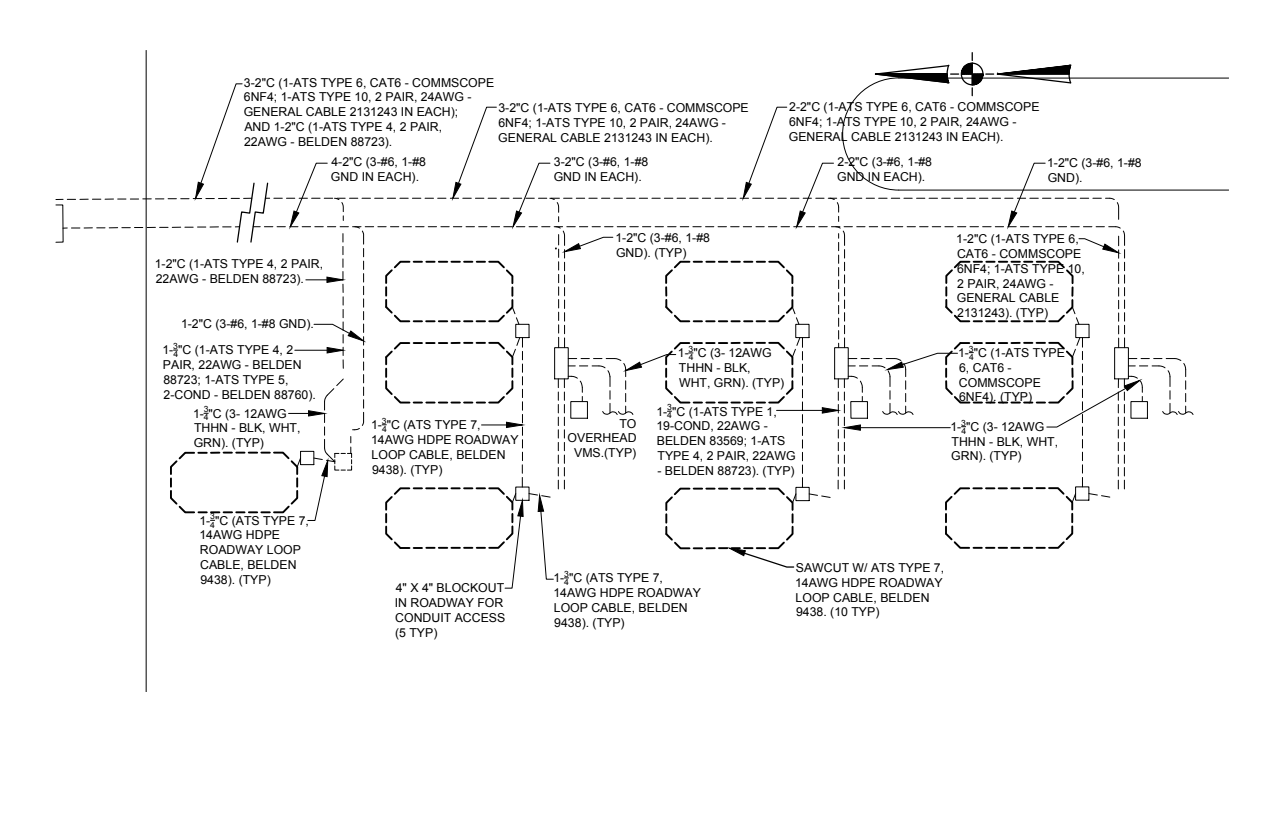 3-2"C (1-ATS TYPE 6, CAT6 - COMMSCOPE
6NF4; 1-ATS TYPE 10, 2 PAIR, 24AWG -
GENERAL CABLE 2131243 IN EACH);
AND 1-2"C (1-ATS TYPE 4, 2 PAIR,
22AWG - BELDEN 88723).
3-2"C (1-ATS TYPE 6, CAT6 - COMMSCOPE
6NF4; 1-ATS TYPE 10, 2 PAIR, 24AWG -
GENERAL CABLE 2131243 IN EACH).
2-2"C (1-ATS TYPE 6, CAT6 - COMMSCOPE
6NF4; 1-ATS TYPE 10, 2 PAIR, 24AWG -
GENERAL CABLE 2131243 IN EACH).
4-2"C (3-#6, 1-#8
GND IN EACH).
3-2"C (3-#6, 1-#8
GND IN EACH).
2-2"C (3-#6, 1-#8
GND IN EACH).
1-2"C (3-#6, 1-#8
GND).
1-2"C (3-#6, 1-#8
GND). (TYP)
1-2"C (1-ATS TYPE 6,
CAT6 - COMMSCOPE
6NF4; 1-ATS TYPE 10,
2 PAIR, 24AWG -
GENERAL CABLE
2131243). (TYP)
1-2"C (1-ATS TYPE 4, 2 PAIR,
22AWG - BELDEN 88723).
1-2"C (3-#6, 1-#8 GND).
1-3/4"C (1-ATS TYPE 4, 2
PAIR, 22AWG - BELDEN
88723; 1-ATS TYPE 5,
2-COND - BELDEN 88760).
1-3/4"C (3- 12AWG
THHN - BLK, WHT,
GRN). (TYP)
1-3/4"C (3- 12AWG
THHN - BLK,
WHT, GRN). (TYP)
1-3/4"C (1-ATS TYPE
6, CAT6 -
COMMSCOPE
6NF4). (TYP)
1-3/4"C (ATS TYPE 7,
14AWG HDPE ROADWAY
LOOP CABLE, BELDEN
9438). (TYP)
TO
OVERHEAD
VMS.(TYP)
1-3/4"C (1-ATS TYPE 1,
19-COND, 22AWG -
BELDEN 83569; 1-ATS
TYPE 4, 2 PAIR, 22AWG
- BELDEN 88723). (TYP)
1-3/4"C (3- 12AWG
THHN - BLK, WHT,
GRN). (TYP)
1-3/4"C (ATS TYPE 7,
14AWG HDPE
ROADWAY LOOP
CABLE, BELDEN
9438). (TYP)
4" X 4" BLOCKOUT
IN ROADWAY FOR
CONDUIT ACCESS
(5 TYP)
1-3/4"C (ATS TYPE 7,
14AWG HDPE ROADWAY
LOOP CABLE, BELDEN
9438). (TYP)
SAWCUT W/ ATS TYPE 7,
14AWG HDPE ROADWAY
LOOP CABLE, BELDEN
9438. (10 TYP)